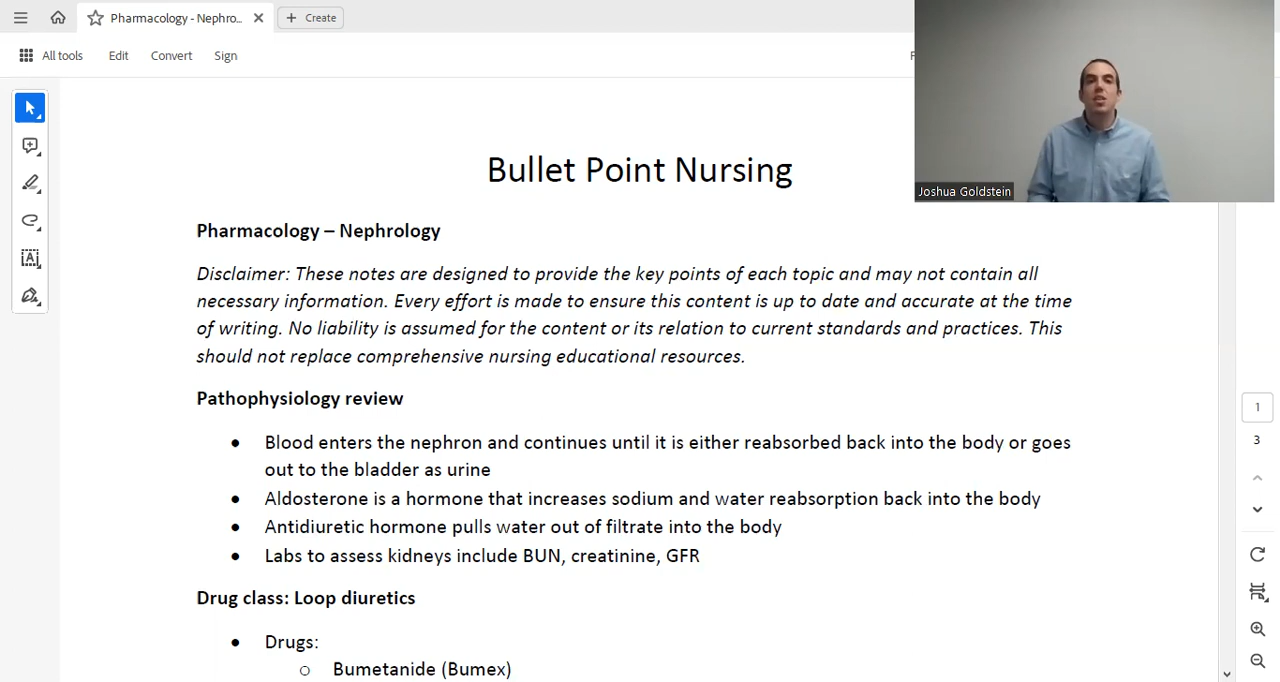 Pharmacology - Nephro...
Create
All tools
Edit
Convert
Sign
Joshua Goldstein
Bullet Point Nursing
Pharmacology – Nephrology
Disclaimer: These notes are designed to provide the key points of each topic and may not contain all
necessary information. Every effort is made to ensure this content is up to date and accurate at the time
of writing. No liability is assumed for the content or its relation to current standards and practices. This
should not replace comprehensive nursing educational resources.
Pathophysiology review
• Blood enters the nephron and continues until it is either reabsorbed back into the body or goes
out to the bladder as urine
• Aldosterone is a hormone that increases sodium and water reabsorption back into the body
• Antidiuretic hormone pulls water out of filtrate into the body
• Labs to assess kidneys include BUN, creatinine, GFR
Drug class: Loop diuretics
• Drugs:
○ Bumetanide (Bumex)
1
3